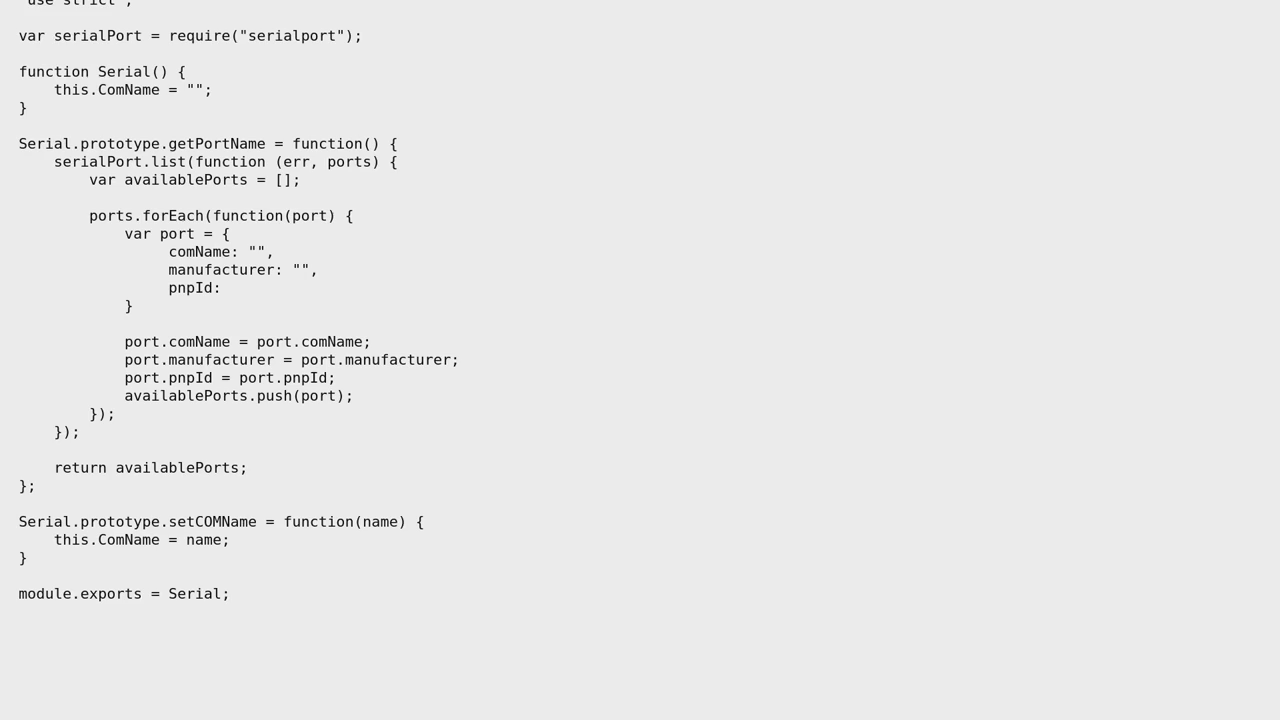 "use strict";
var serialPort = require("serialport");
function Serial() {
    this.ComName = "";
}
Serial.prototype.getPortName = function() {
    serialPort.list(function (err, ports) {
        var availablePorts = [];
        ports.forEach(function(port) {
            var port = {
                 comName: "",
                 manufacturer: "",
                 pnpId:
            }
            port.comName = port.comName;
            port.manufacturer = port.manufacturer;
            port.pnpId = port.pnpId;
            availablePorts.push(port);
        });
    });
    return availablePorts;
};
Serial.prototype.setCOMName = function(name) {
    this.ComName = name;
}
module.exports = Serial;